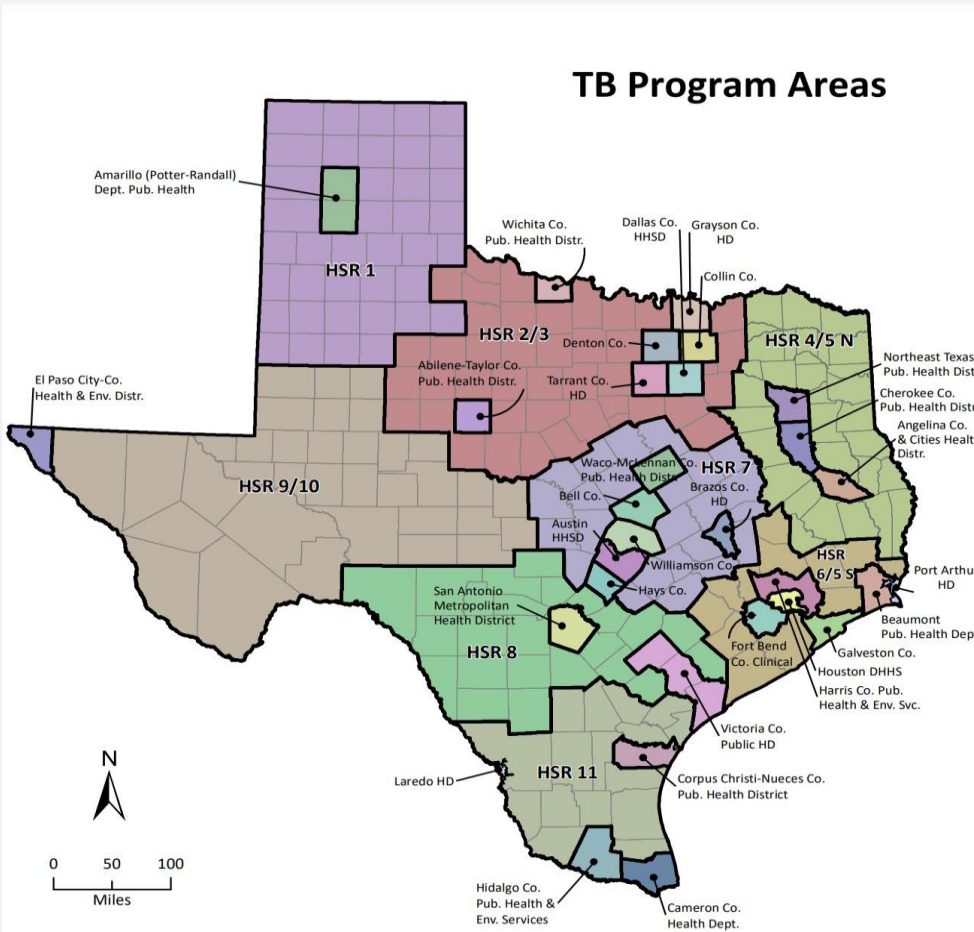 TB Program Areas
Amarillo (Potter-Randall)
Dept. Pub. Health
Wichita Co.
Pub. Health Distr.
Dallas Co.
HHSD
Grayson Co.
HD
Collin Co.
HSR 1
HSR 2/3
Denton Co.
HSR 4/5 N
Abilene-Taylor Co.
Pub. Health Distr.
Tarrant Co.
HD
Northeast Texas
Pub. Health Dist
El Paso City-Co.
Health & Env. Distr.
Cherokee Co.
Pub. Health Distr
Angelina Co.
& Cities Healt
Distr.
HSR 9/10
Waco-McLennan Co.
Pub. Health Distr.
HSR 7
Bell Co.
Brazos Co.
HD
Austin
HHSD
Williamson Co.
HSR
6/5 S
Hays Co.
Port Arthu
HD
San Antonio
Metropolitan
Health District
Beaumont
Pub. Health Dep
HSR 8
Fort Bend
Co. Clinical
Galveston Co.
Houston DHHS
Harris Co. Pub.
Health & Env. Svc.
Victoria Co.
Public HD
N
Laredo HD
HSR 11
Corpus Christi-Nueces Co.
Pub. Health District
0 50 100
Miles
Hidalgo Co.
Pub. Health &
Env. Services
Cameron Co.
Health Dept.